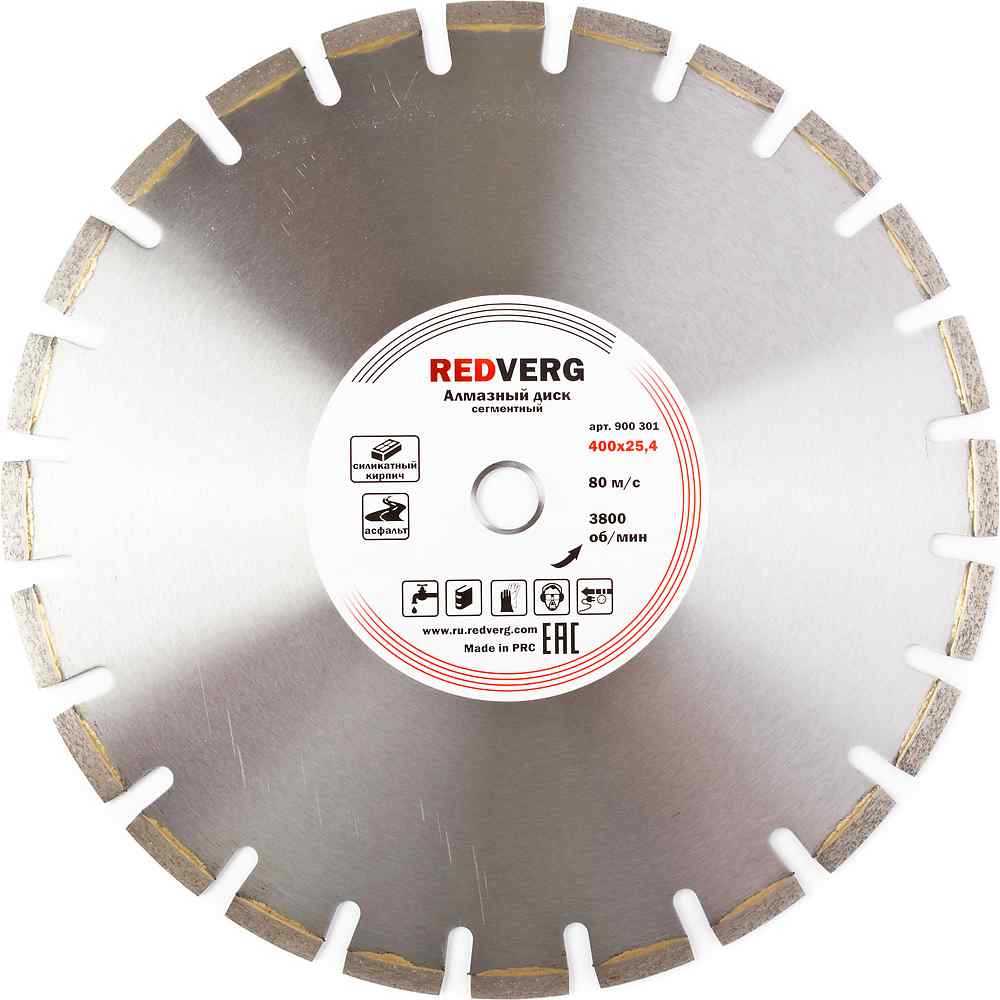 REDVERG
Алмазный диск
сегментный
арт. 900 301
400x25,4
силикатный
кирпич
80 м/с
асфальт
3800
об/мин
www.ru.redverg.com
Made in PRC
EAC